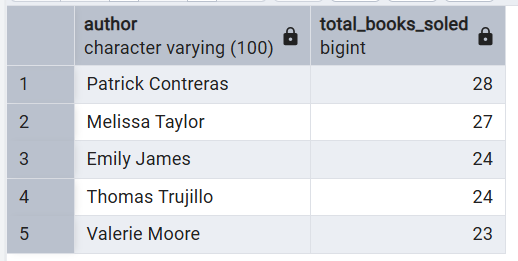 author total_books_soled
character varying (100) bigint
1 Patrick Contreras 28
2 Melissa Taylor 27
3 Emily James 24
4 Thomas Trujillo 24
5 Valerie Moore 23